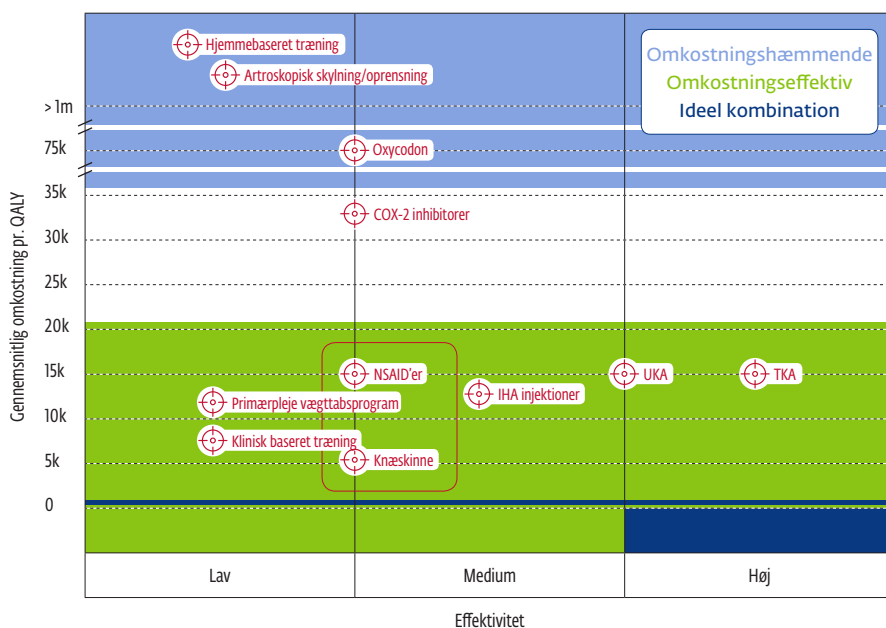 Hjemmebaseret træning
Artroskopisk skylning/oprensning
Omkostningshæmmende
Omkostningseffektiv
Ideel kombination
> 1m
75k
Oxycodon
35k
COX-2 inhibitorer
30k
25k
20k
15k
NSAID'er
UKA
TKA
IHA injektioner
Primærpleje vægttabsprogram
10k
Klinisk baseret træning
5k
Knæskinne
0
Gennemsnitlig omkostning pr. QALY
Lav
Medium
Høj
Effektivitet